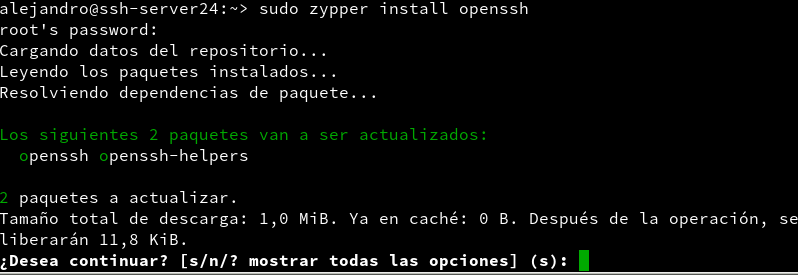 alejandro@ssh-server24:~> sudo zypper install openssh
root's password:
Cargando datos del repositorio...
Leyendo los paquetes instalados...
Resolviendo dependencias de paquete...
Los siguientes 2 paquetes van a ser actualizados:
  openssh openssh-helpers
2 paquetes a actualizar.
Tamaño total de descarga: 1,0 MiB. Ya en caché: 0 B. Después de la operación, se
liberarán 11,8 KiB.
¿Desea continuar? [s/n/? mostrar todas las opciones] (s):